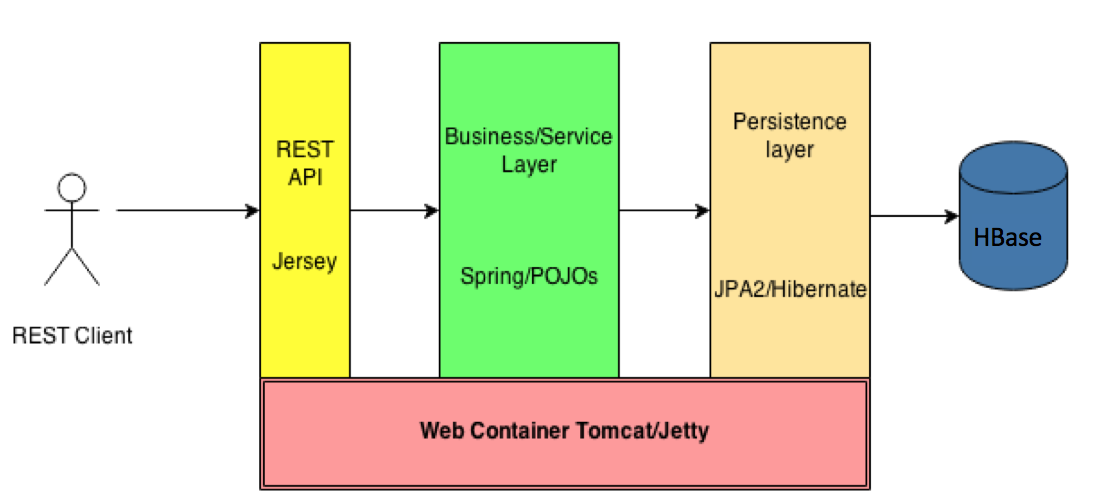 REST Client
REST
API
Jersey
Business/Service
Layer
Spring/POJOs
Persistence
layer
JPA2/Hibernate
HBase
Web Container Tomcat/Jetty